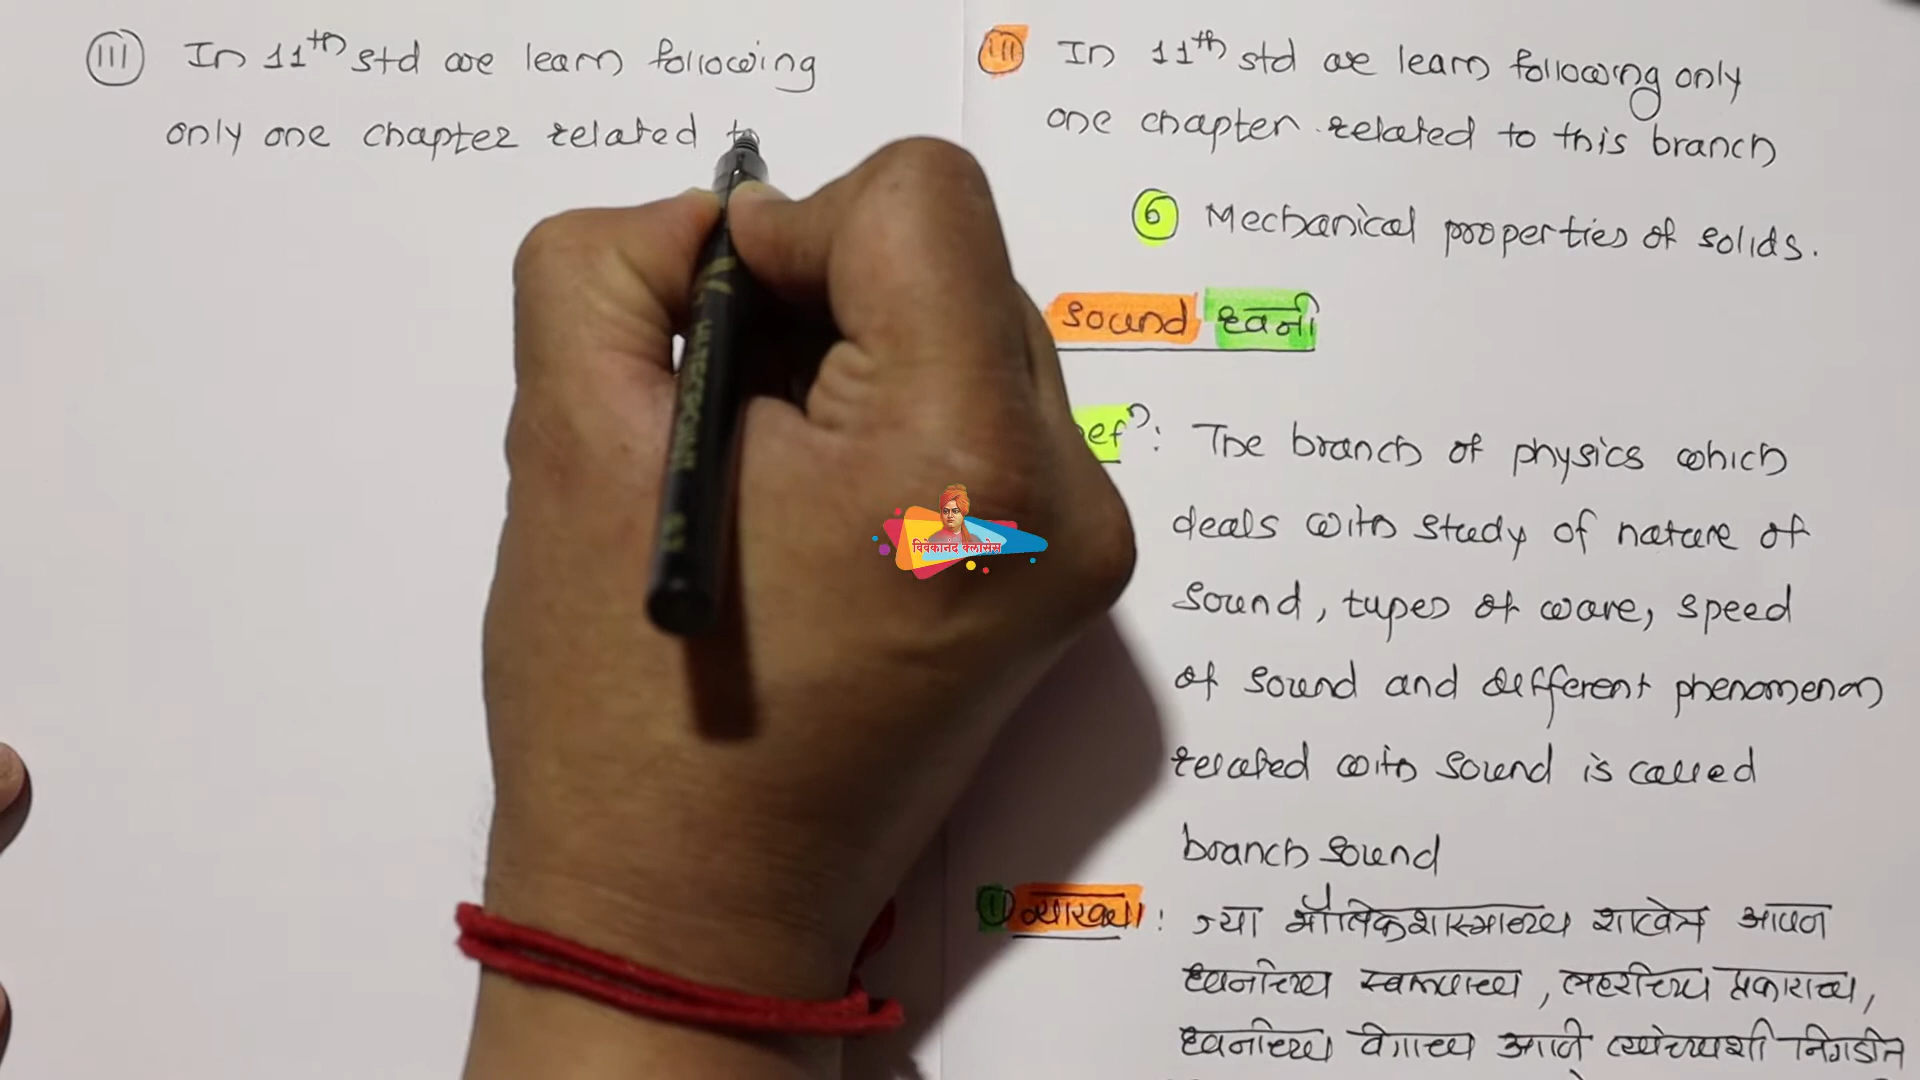 III In 11th std we learn following
only one chapter related to
III In 11th std we learn following only
one chapter related to this branch
6 Mechanical properties of solids.
sound ध्वनी
Defn: The branch of physics which
deals with study of nature of
sound, types of wave, speed
of sound and different phenomenon
related with sound is called
branch sound
व्याख्या : ज्या भौतिकशास्त्राच्या शाखेत आपण
ध्वनीच्या स्वरूपाच्या, लहरीच्या प्रकाराच्या,
ध्वनीच्या वेगाच्या आणि त्याच्याशी निगडीत
विवेकानंद क्लासेस